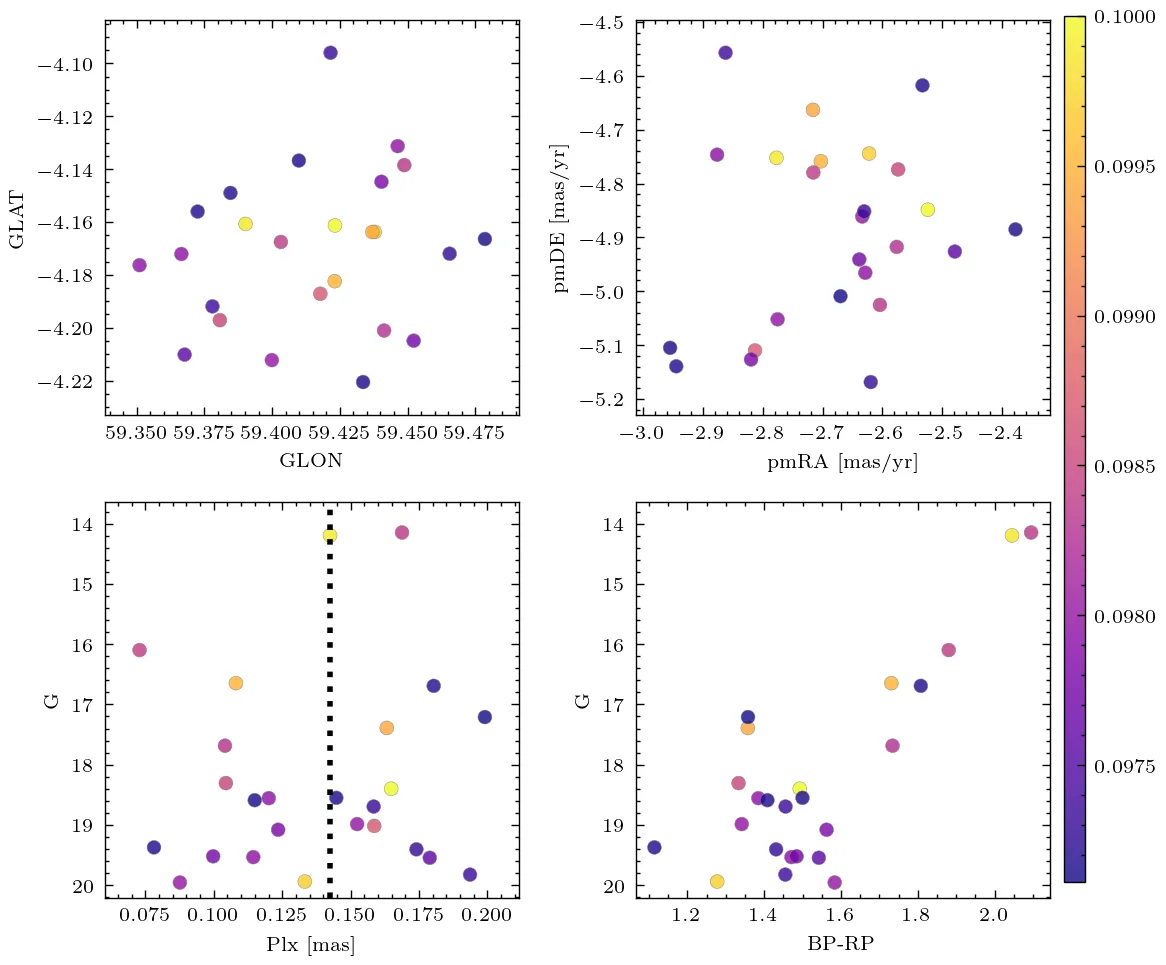 −4.10
−4.12
−4.14
−4.16
−4.18
−4.20
−4.22
GLAT
59.350 59.375 59.400 59.425 59.450 59.475
GLON
−4.5
−4.6
−4.7
−4.8
−4.9
−5.0
−5.1
−5.2
pmDE [mas/yr]
−3.0 −2.9 −2.8 −2.7 −2.6 −2.5 −2.4
pmRA [mas/yr]
14
15
16
17
18
19
20
G
0.075 0.100 0.125 0.150 0.175 0.200
Plx [mas]
14
15
16
17
18
19
20
G
1.2 1.4 1.6 1.8 2.0
BP-RP
0.1000
0.0995
0.0990
0.0985
0.0980
0.0975